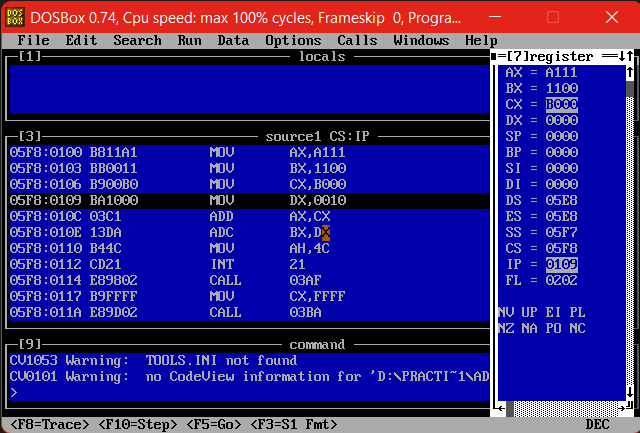 DOSBox 0.74, Cpu speed: max 100% cycles, Frameskip 0, Progra...
File Edit Search Run Data Options Calls Windows Help
[1] locals
[3] source1 CS:IP
05F8:0100 B811A1 MOV AX,A111
05F8:0103 BB0011 MOV BX,1100
05F8:0106 B900B0 MOV CX,B000
05F8:0109 BA1000 MOV DX,0010
05F8:010C 03C1 ADD AX,CX
05F8:010E 13DA ADC BX,DX
05F8:0110 B44C MOV AH,4C
05F8:0112 CD21 INT 21
05F8:0114 E89802 CALL 03AF
05F8:0117 B9FFFF MOV CX,FFFF
05F8:011A E89D02 CALL 03BA
[9] command
CV1053 Warning: TOOLS.INI not found
CV0101 Warning: no CodeView information for 'D:\PRACTI~1\AD
>
=[7]register
AX = A111
BX = 1100
CX = B000
DX = 0000
SP = 0000
BP = 0000
SI = 0000
DI = 0000
DS = 05E8
ES = 05E8
SS = 05F7
CS = 05F8
IP = 0109
FL = 0202
NV UP EI PL
NZ NA PO NC
<F8=Trace> <F10=Step> <F5=Go> <F3=S1 Fmt> DEC